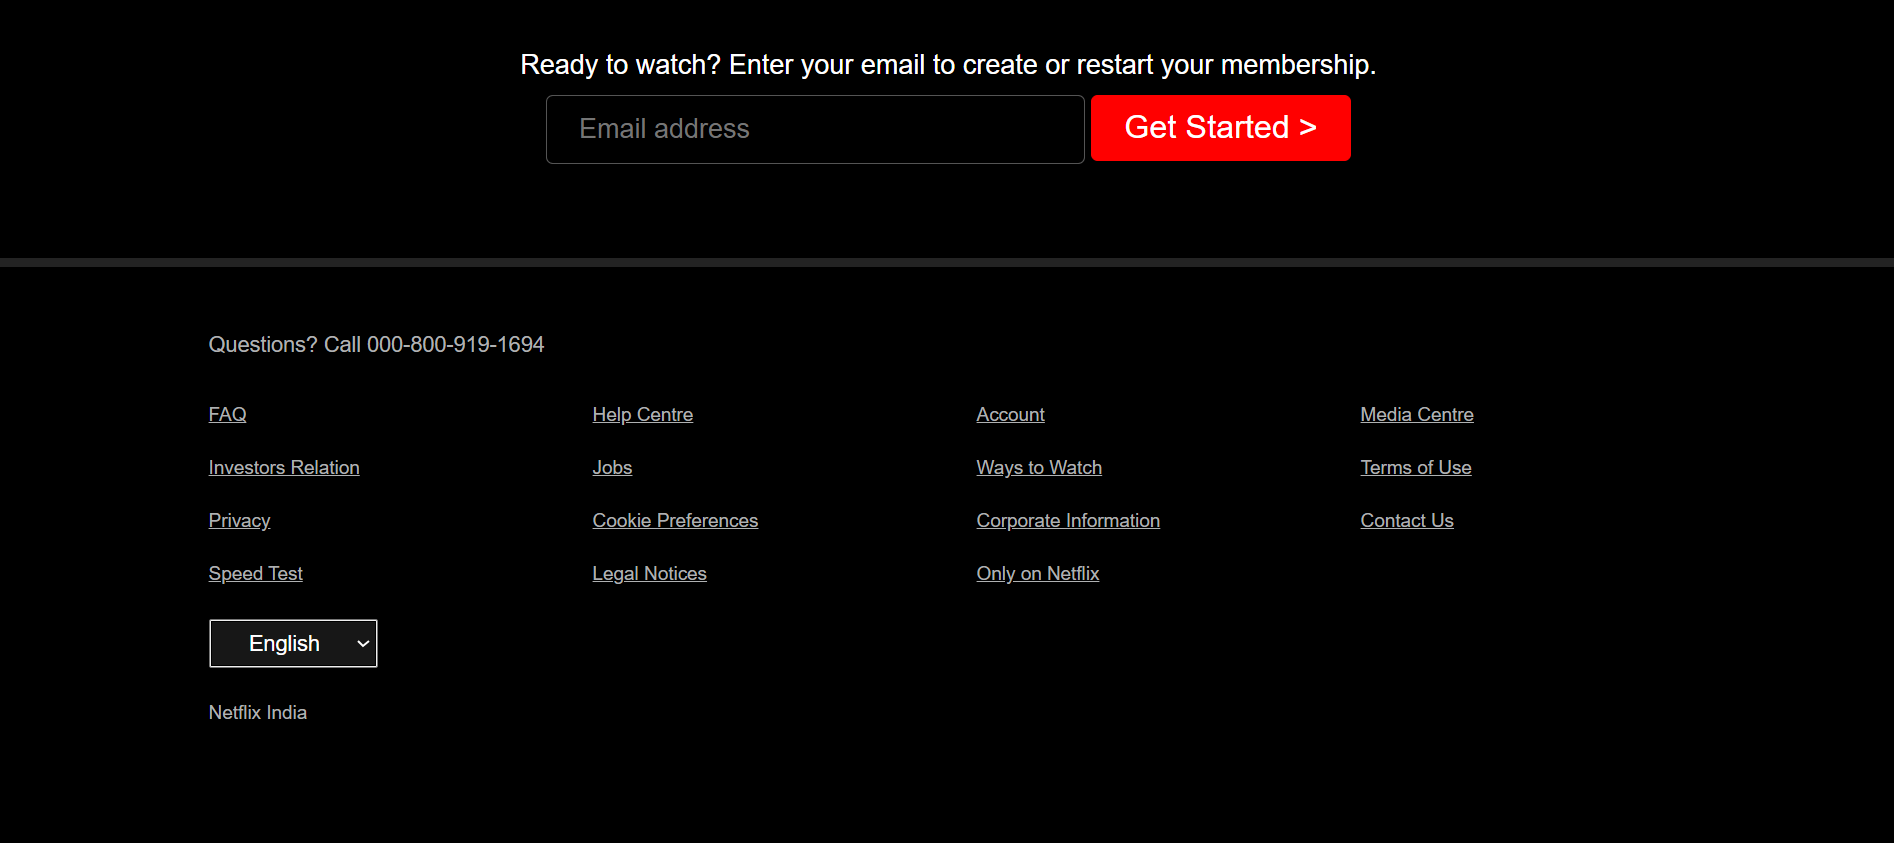 Ready to watch? Enter your email to create or restart your membership.
Email address
Get Started >
Questions? Call 000-800-919-1694
FAQ
Help Centre
Account
Media Centre
Investors Relation
Jobs
Ways to Watch
Terms of Use
Privacy
Cookie Preferences
Corporate Information
Contact Us
Speed Test
Legal Notices
Only on Netflix
English
Netflix India